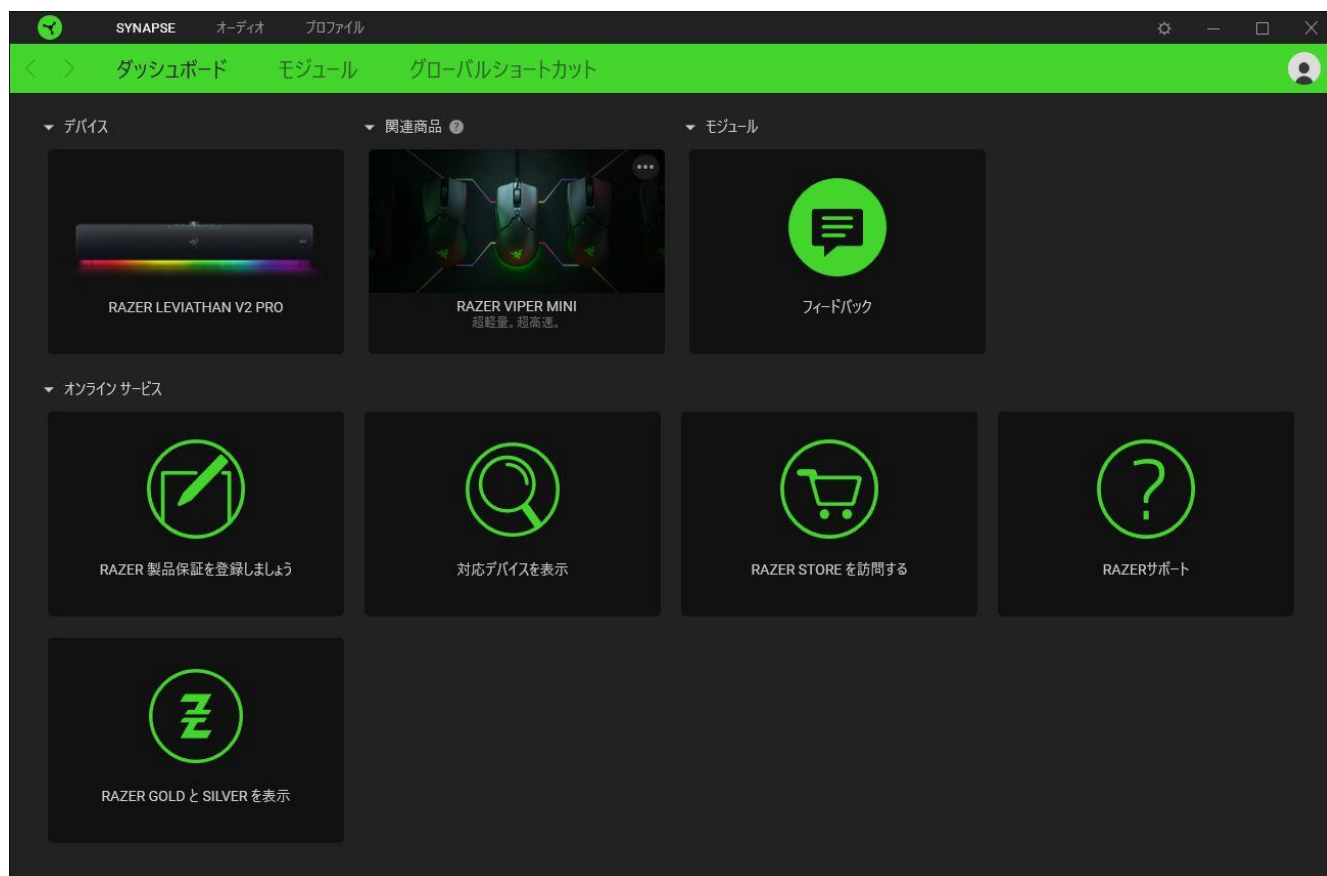 SYNAPSE オーディオ プロファイル
ダッシュボード モジュール グローバルショートカット
デバイス
関連商品
モジュール
RAZER LEVIATHAN V2 PRO
RAZER VIPER MINI
超軽量。超高速。
フィードバック
オンライン サービス
RAZER 製品保証を登録しましょう
対応デバイスを表示
RAZER STORE を訪問する
RAZERサポート
RAZER GOLD と SILVER を表示